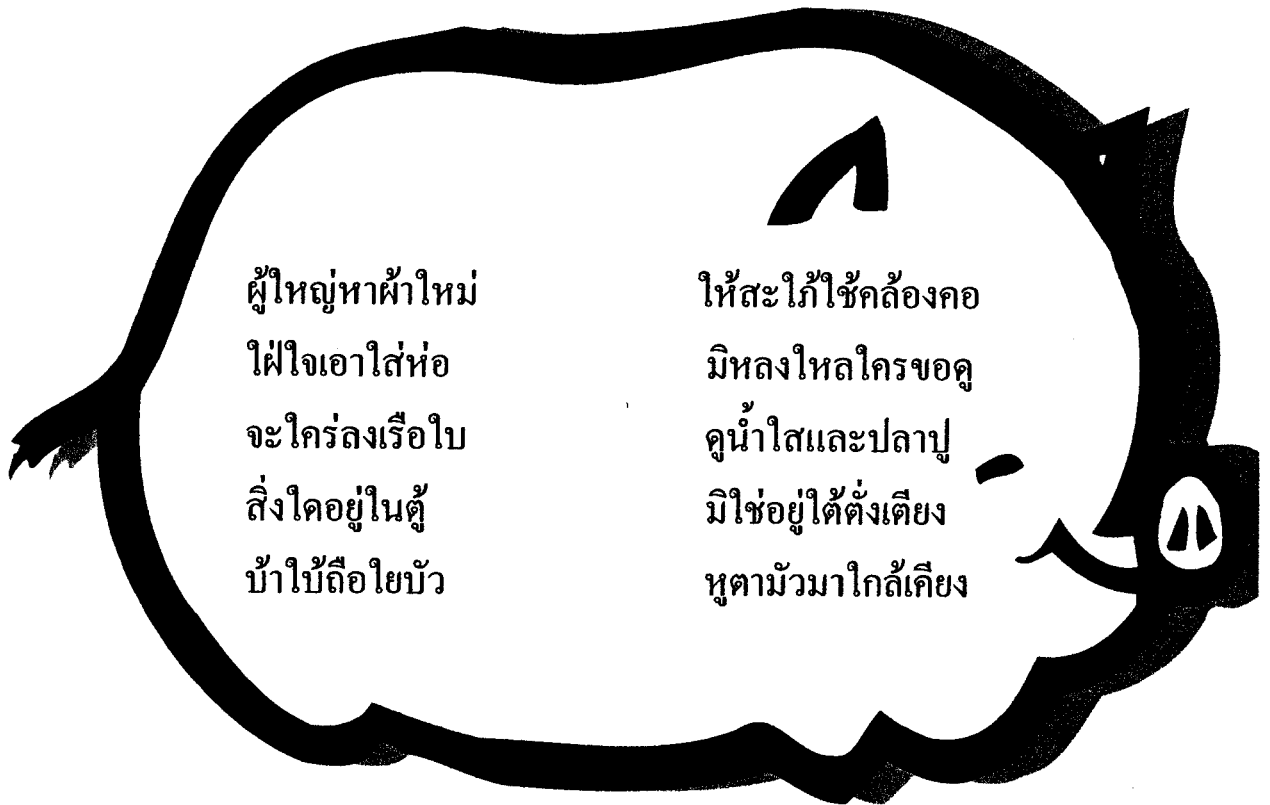 ผู้ใหญ่หาผ้าใหม่ ให้สะใภ้ใช้คล้องคอ
ใฝ่ใจเอาใส่ห่อ มิหลงใหลใครขอดู
จะใคร่ลงเรือใบ ดูน้ำใสและปลาปู
สิ่งใดอยู่ในตู้ มิใช่อยู่ใต้ตั่งเตียง
บ้าใบ้ถือใยบัว หูตามัวมาใกล้เคียง